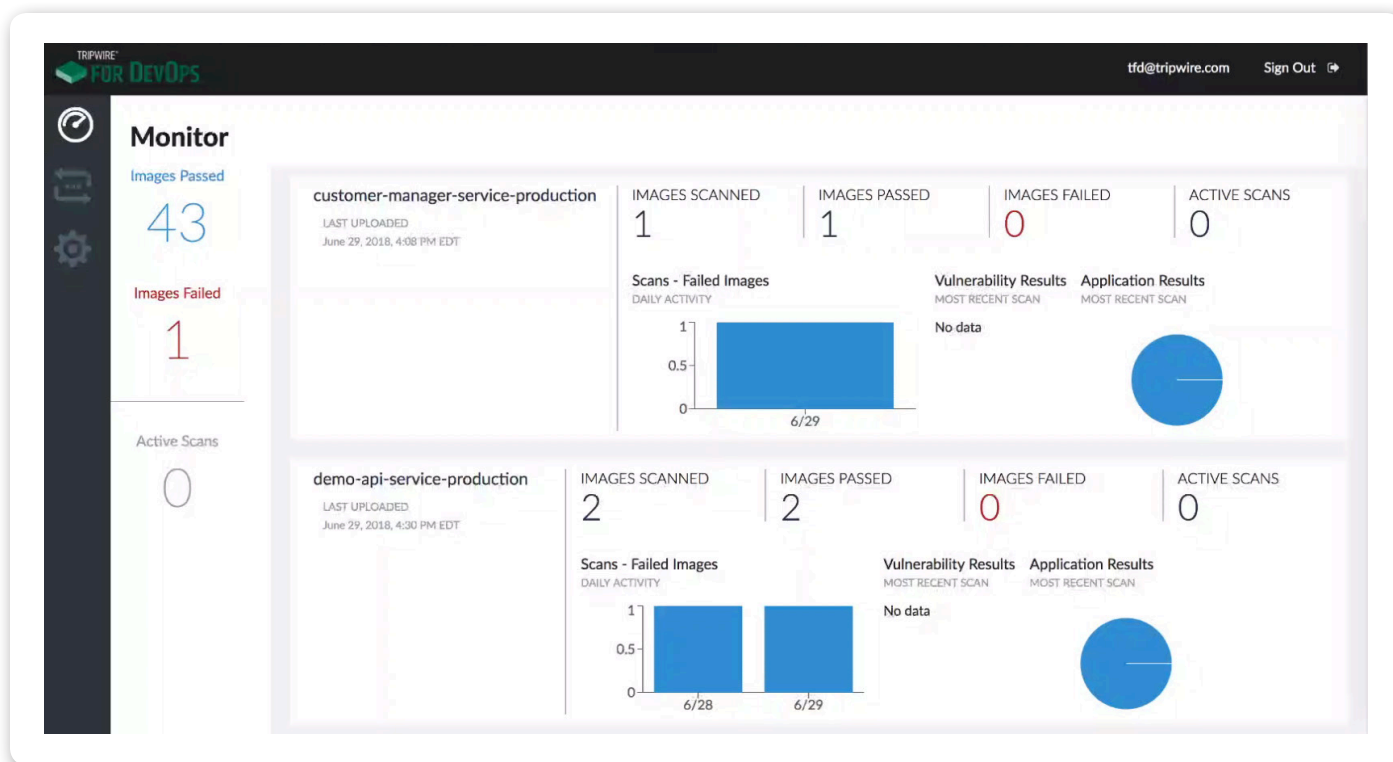 TRIPWIRE
FOR DEVOPS
tfd@tripwire.com Sign Out
Monitor
Images Passed
43
Images Failed
1
Active Scans
0
customer-manager-service-production
LAST UPLOADED
June 29, 2018, 4:08 PM EDT
IMAGES SCANNED
1
IMAGES PASSED
1
IMAGES FAILED
0
ACTIVE SCANS
0
Scans - Failed Images
DAILY ACTIVITY
1
0.5
0
6/29
Vulnerability Results
MOST RECENT SCAN
No data
Application Results
MOST RECENT SCAN
demo-api-service-production
LAST UPLOADED
June 29, 2018, 4:30 PM EDT
IMAGES SCANNED
2
IMAGES PASSED
2
IMAGES FAILED
0
ACTIVE SCANS
0
Scans - Failed Images
DAILY ACTIVITY
1
0.5
0
6/28 6/29
Vulnerability Results
MOST RECENT SCAN
No data
Application Results
MOST RECENT SCAN